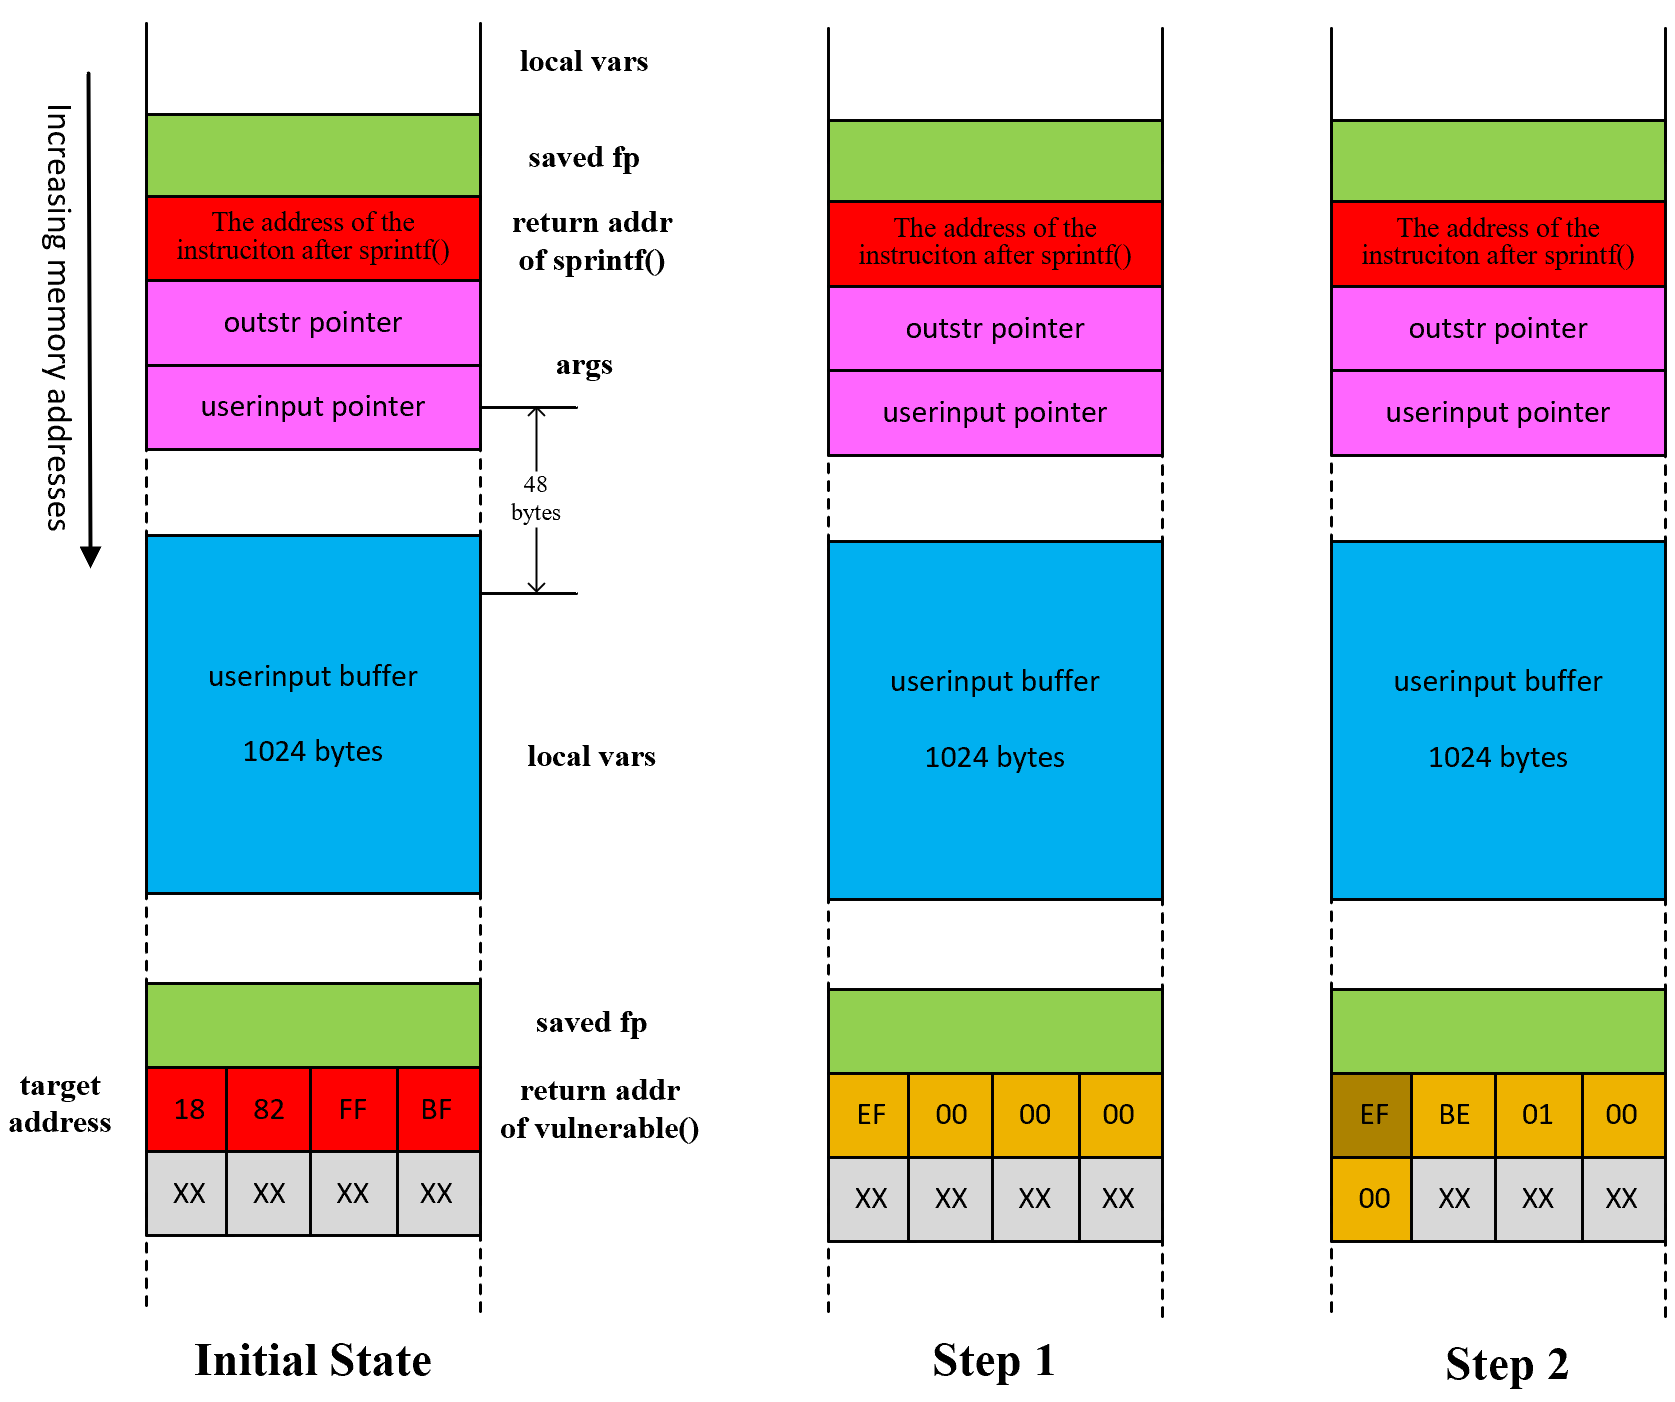 Increasing memory addresses
local vars
saved fp
The address of the
instruciton after sprintf()
return addr
of sprintf()
outstr pointer
args
userinput pointer
48
bytes
userinput buffer
1024 bytes
local vars
saved fp
target
address
18 82 FF BF
return addr
of vulnerable()
XX XX XX XX
Initial State
The address of the
instruciton after sprintf()
outstr pointer
userinput pointer
userinput buffer
1024 bytes
EF 00 00 00
XX XX XX XX
Step 1
The address of the
instruciton after sprintf()
outstr pointer
userinput pointer
userinput buffer
1024 bytes
EF BE 01 00
00 XX XX XX
Step 2